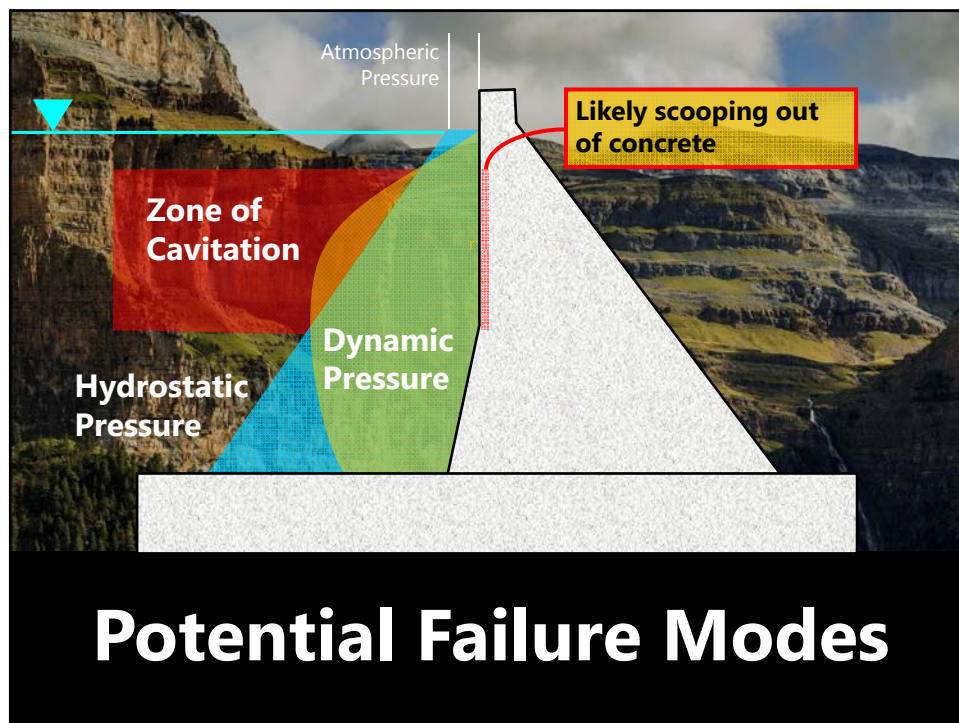 Atmospheric
Pressure
Likely scooping out
of concrete
Zone of
Cavitation
Dynamic
Pressure
Hydrostatic
Pressure
Potential Failure Modes